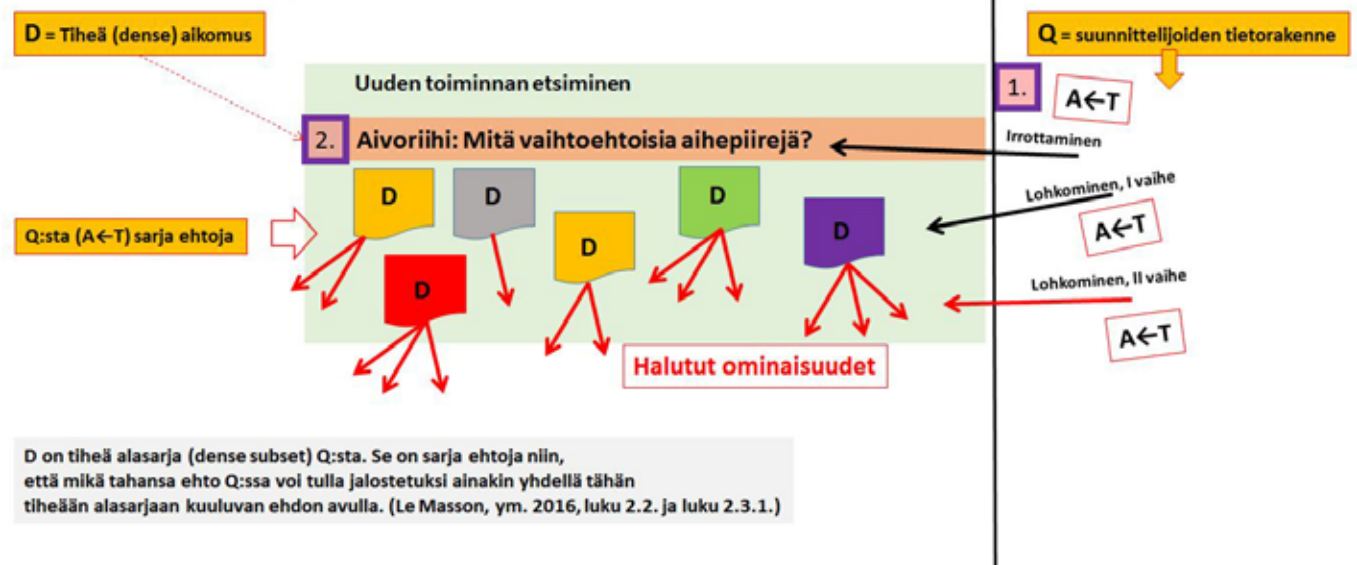 D = Tiheä (dense) aikomus
Q = suunnittelijoiden tietorakenne
Uuden toiminnan etsiminen
1.
A←T
2.
Aivoriihi: Mitä vaihtoehtoisia aihepiirejä?
Irrottaminen
D
D
D
D
D
D
Lohkominen, I vaihe
A←T
Q:sta (A←T) sarja ehtoja
Lohkominen, II vaihe
A←T
Halutut ominaisuudet
D on tiheä alasarja (dense subset) Q:sta. Se on sarja ehtoja niin,
että mikä tahansa ehto Q:ssa voi tulla jalostetuksi ainakin yhdellä tähän
tiheään alasarjaan kuuluvan ehdon avulla. (Le Masson, ym. 2016, luku 2.2. ja luku 2.3.1.)